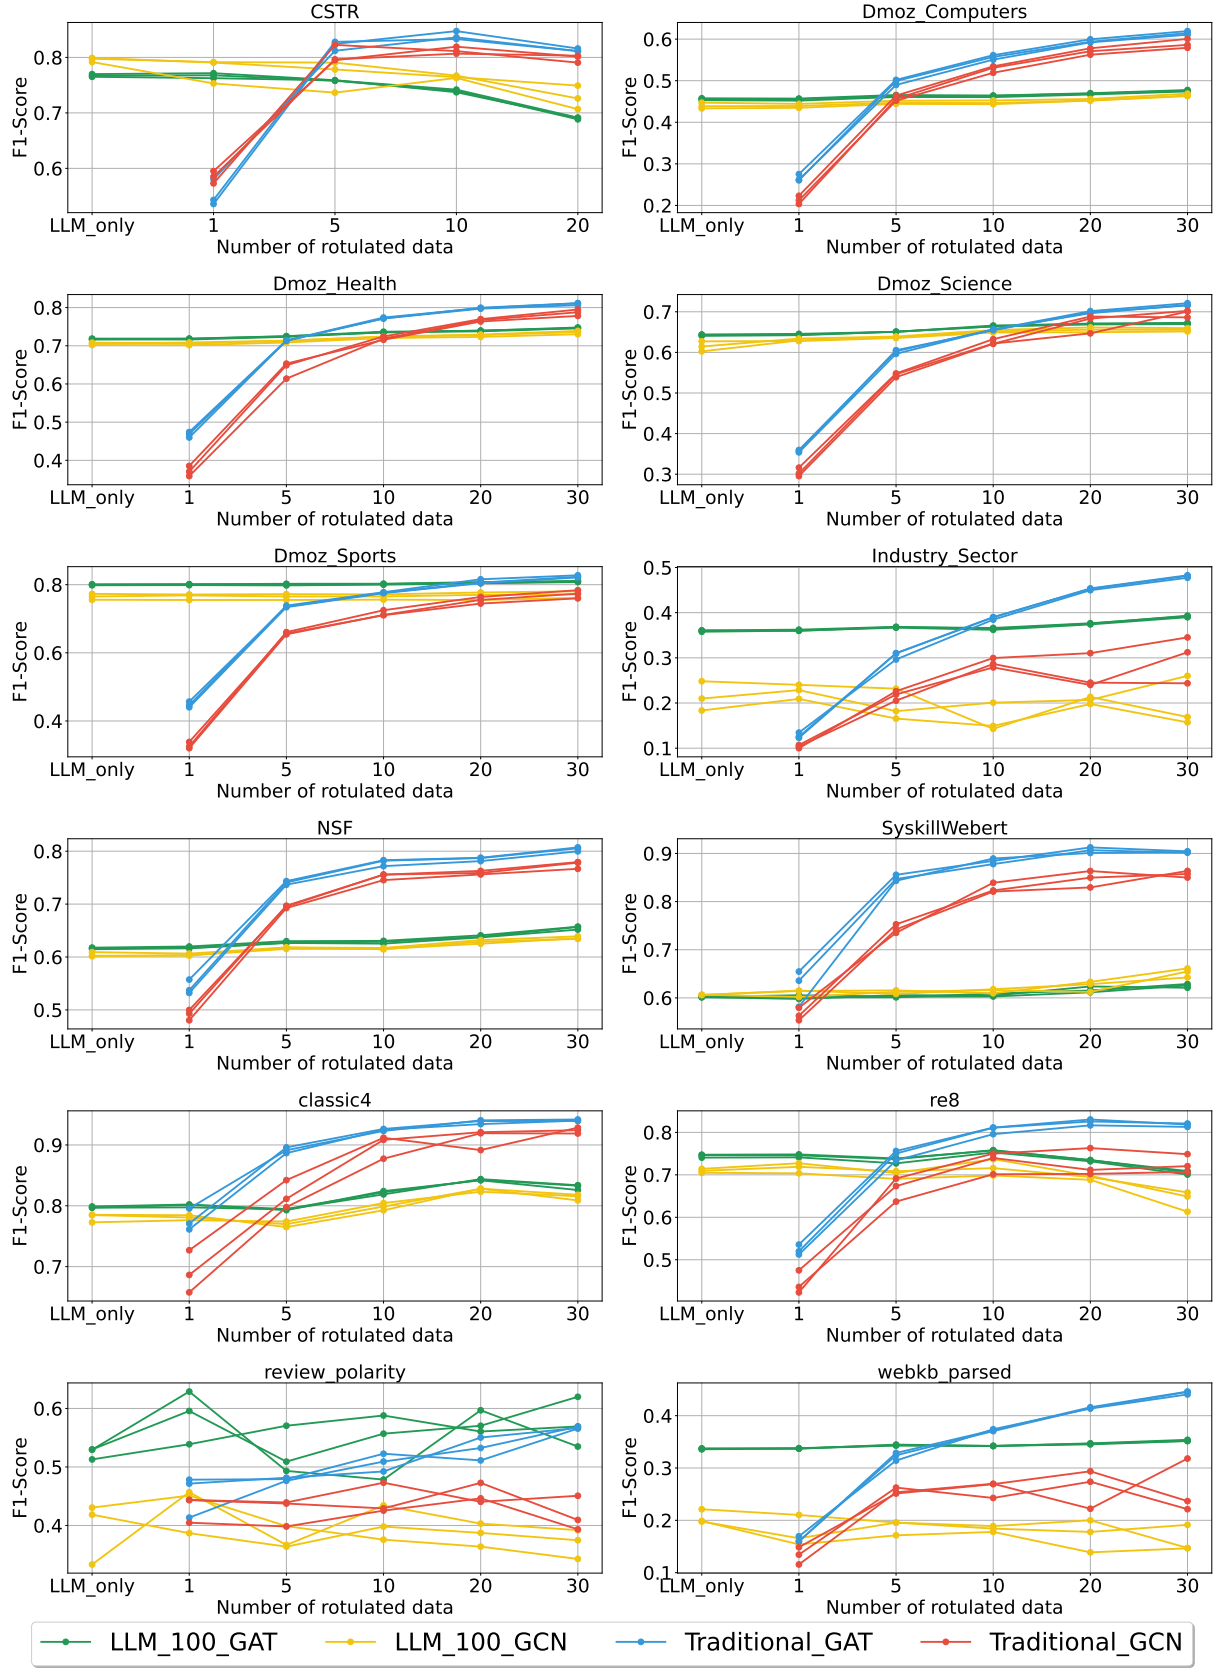 CSTR
F1-Score
0.8
0.7
0.6
LLM_only 1 5 10 20
Number of rotulated data
Dmoz_Computers
F1-Score
0.6
0.5
0.4
0.3
0.2
LLM_only 1 5 10 20 30
Number of rotulated data
Dmoz_Health
F1-Score
0.8
0.7
0.6
0.5
0.4
LLM_only 1 5 10 20 30
Number of rotulated data
Dmoz_Science
F1-Score
0.7
0.6
0.5
0.4
0.3
LLM_only 1 5 10 20 30
Number of rotulated data
Dmoz_Sports
F1-Score
0.8
0.6
0.4
LLM_only 1 5 10 20 30
Number of rotulated data
Industry_Sector
F1-Score
0.5
0.4
0.3
0.2
0.1
LLM_only 1 5 10 20 30
Number of rotulated data
NSF
F1-Score
0.8
0.7
0.6
0.5
LLM_only 1 5 10 20 30
Number of rotulated data
SyskillWebert
F1-Score
0.9
0.8
0.7
0.6
LLM_only 1 5 10 20 30
Number of rotulated data
classic4
F1-Score
0.9
0.8
0.7
LLM_only 1 5 10 20 30
Number of rotulated data
re8
F1-Score
0.8
0.7
0.6
0.5
LLM_only 1 5 10 20 30
Number of rotulated data
review_polarity
F1-Score
0.6
0.5
0.4
LLM_only 1 5 10 20 30
Number of rotulated data
webkb_parsed
F1-Score
0.4
0.3
0.2
0.1
LLM_only 1 5 10 20 30
Number of rotulated data
LLM_100_GAT LLM_100_GCN Traditional_GAT Traditional_GCN